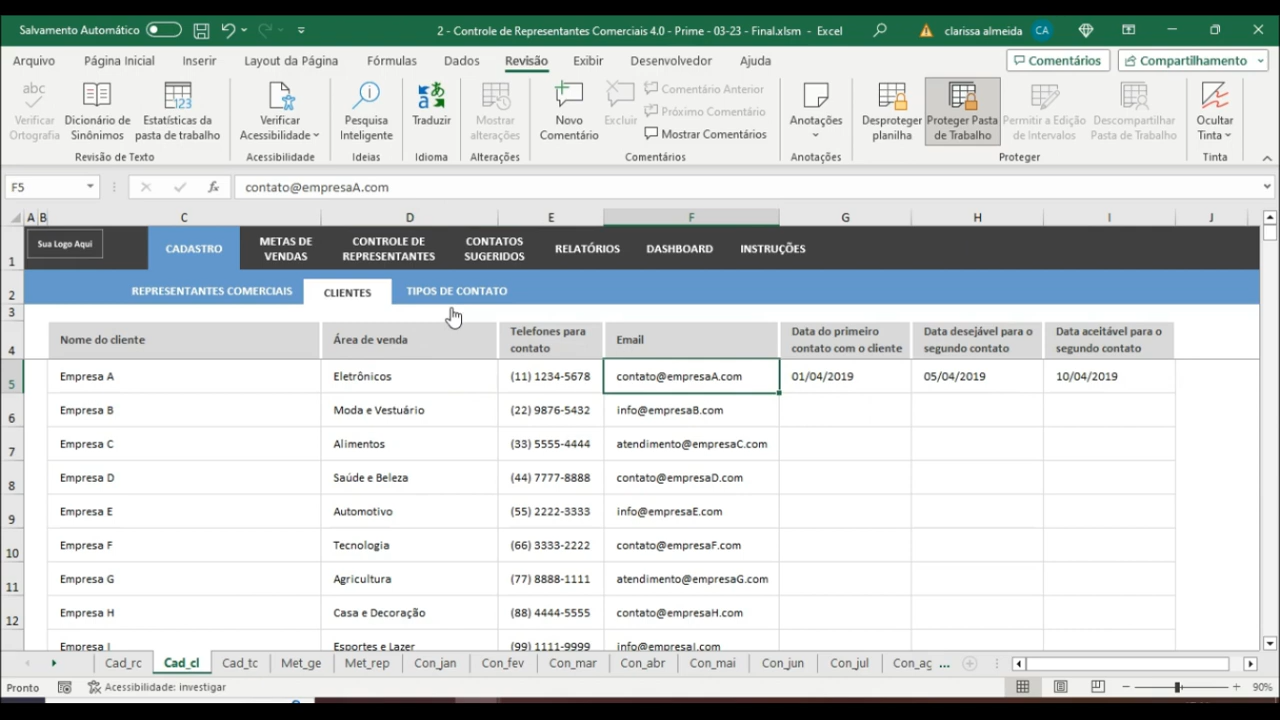 Salvamento Automático
2 - Controle de Representantes Comerciais 4.0 - Prime - 03-23 - Final.xlsm - Excel
clarissa almeida CA
Arquivo Página Inicial Inserir Layout da Página Fórmulas Dados Revisão Exibir Desenvolvedor Ajuda Comentários Compartilhamento
abc
Verificar Ortografia
Dicionário de Sinônimos
123
Estatísticas da pasta de trabalho
Verificar Acessibilidade
Pesquisa Inteligente
Traduzir
Mostrar alterações
Novo Comentário
Excluir
Comentário Anterior
Próximo Comentário
Mostrar Comentários
Anotações
Desproteger planilha
Proteger Pasta de Trabalho
Permitir a Edição de Intervalos
Descompartilhar Pasta de Trabalho
Ocultar Tinta
Revisão de Texto Acessibilidade Ideias Idioma Alterações Comentários Anotações Proteger Tinta
F5 fx contato@empresaA.com
A B C D E F G H I J
1 Sua Logo Aqui CADASTRO METAS DE VENDAS CONTROLE DE REPRESENTANTES CONTATOS SUGERIDOS RELATÓRIOS DASHBOARD INSTRUÇÕES
2 REPRESENTANTES COMERCIAIS CLIENTES TIPOS DE CONTATO
3
4 Nome do cliente Área de venda Telefones para contato Email Data do primeiro contato com o cliente Data desejável para o segundo contato Data aceitável para o segundo contato
5 Empresa A Eletrônicos (11) 1234-5678 contato@empresaA.com 01/04/2019 05/04/2019 10/04/2019
6 Empresa B Moda e Vestuário (22) 9876-5432 info@empresaB.com
7 Empresa C Alimentos (33) 5555-4444 atendimento@empresaC.com
8 Empresa D Saúde e Beleza (44) 7777-8888 contato@empresaD.com
9 Empresa E Automotivo (55) 2222-3333 info@empresaE.com
10 Empresa F Tecnologia (66) 3333-2222 contato@empresaF.com
11 Empresa G Agricultura (77) 8888-1111 atendimento@empresaG.com
12 Empresa H Casa e Decoração (88) 4444-5555 contato@empresaH.com
Empresa I Esportes e Lazer (99) 1111-9999 info@empresaI.com
Cad_rc Cad_cl Cad_tc Met_ge Met_rep Con_jan Con_fev Con_mar Con_abr Con_mai Con_jun Con_jul Con_ag ...
Pronto Acessibilidade: investigar 90%